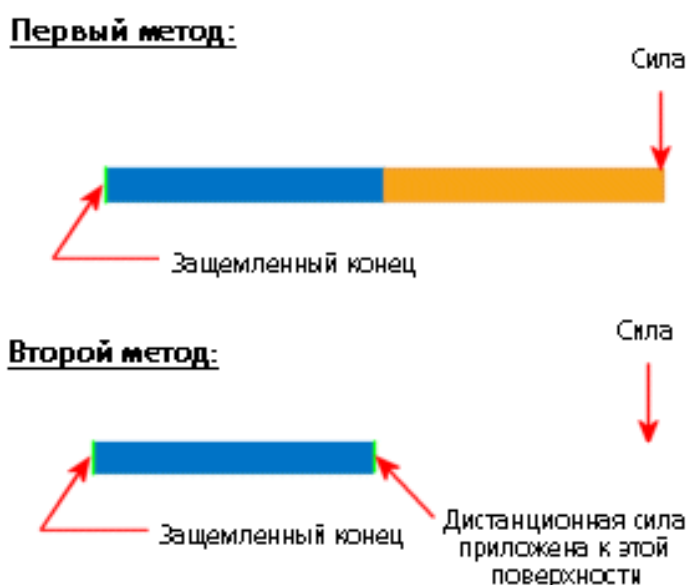 Первый метод:
Сила
Защемленный конец
Сила
Второй метод:
Защемленный конец
Дистанционная сила
приложена к этой
поверхности